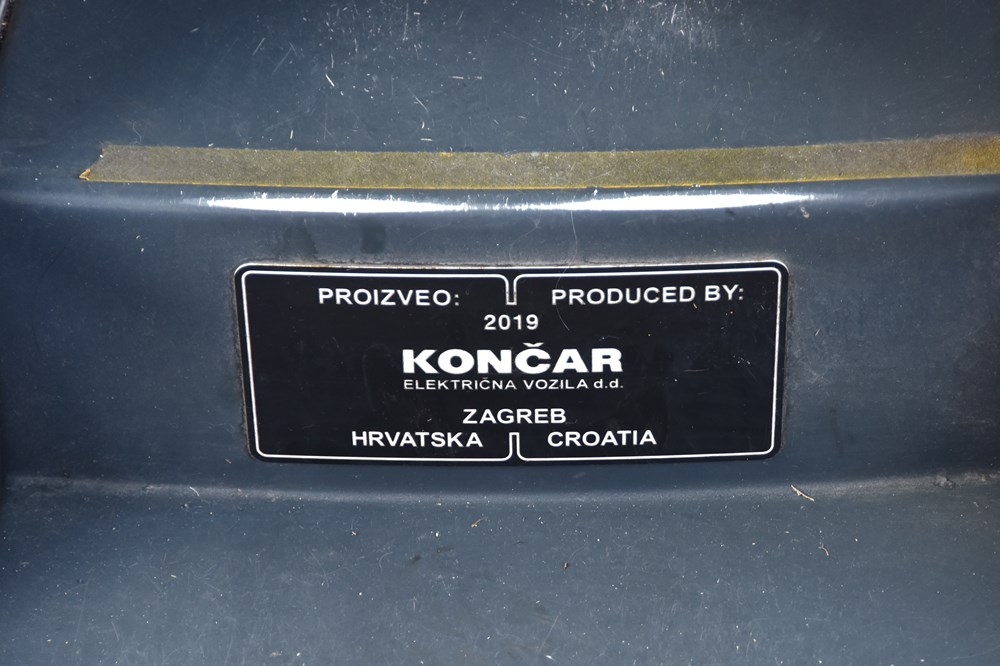 PROIZVEO: PRODUCED BY:
2019
KONČAR
ELEKTRIČNA VOZILA d.d.
ZAGREB
HRVATSKA CROATIA